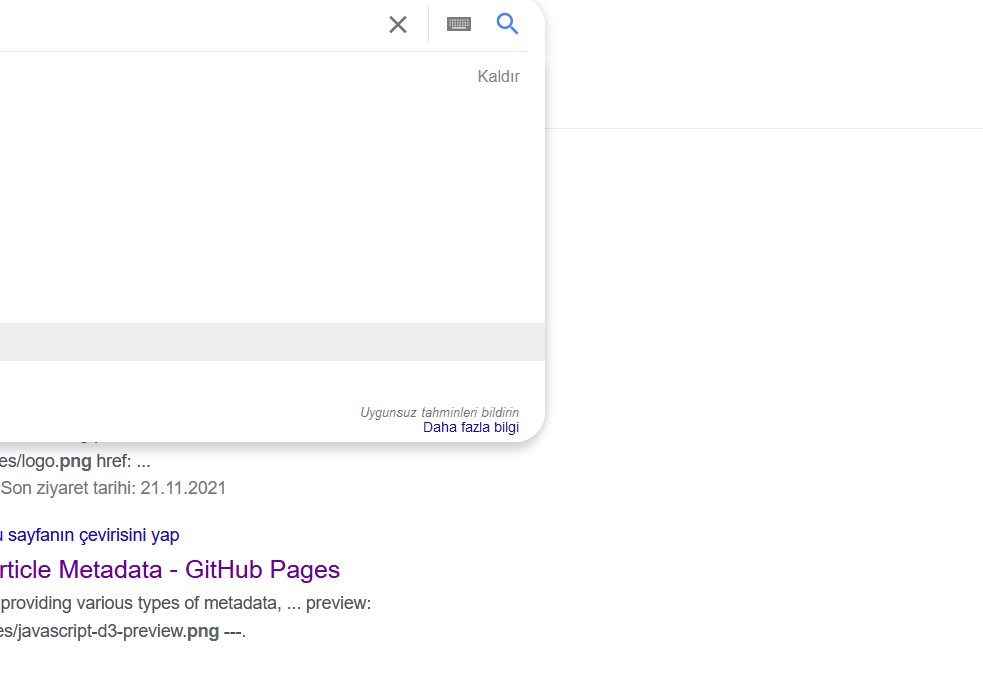 Kaldır
Uygunsuz tahminleri bildirin
Daha fazla bilgi
es/logo.png href: ...
Son ziyaret tarihi: 21.11.2021
u sayfanın çevirisini yap
rticle Metadata - GitHub Pages
providing various types of metadata, ... preview:
es/javascript-d3-preview.png ---.